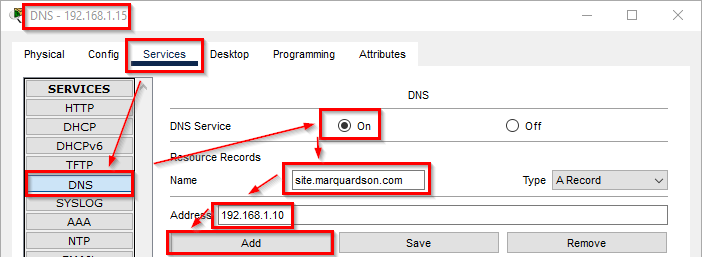 DNS - 192.168.1.15
Physical Config Services Desktop Programming Attributes
SERVICES
HTTP
DHCP
DHCPv6
TFTP
DNS
SYSLOG
AAA
NTP
DNS
DNS Service On Off
Resource Records
Name site.marquardson.com Type A Record
Address 192.168.1.10
Add Save Remove